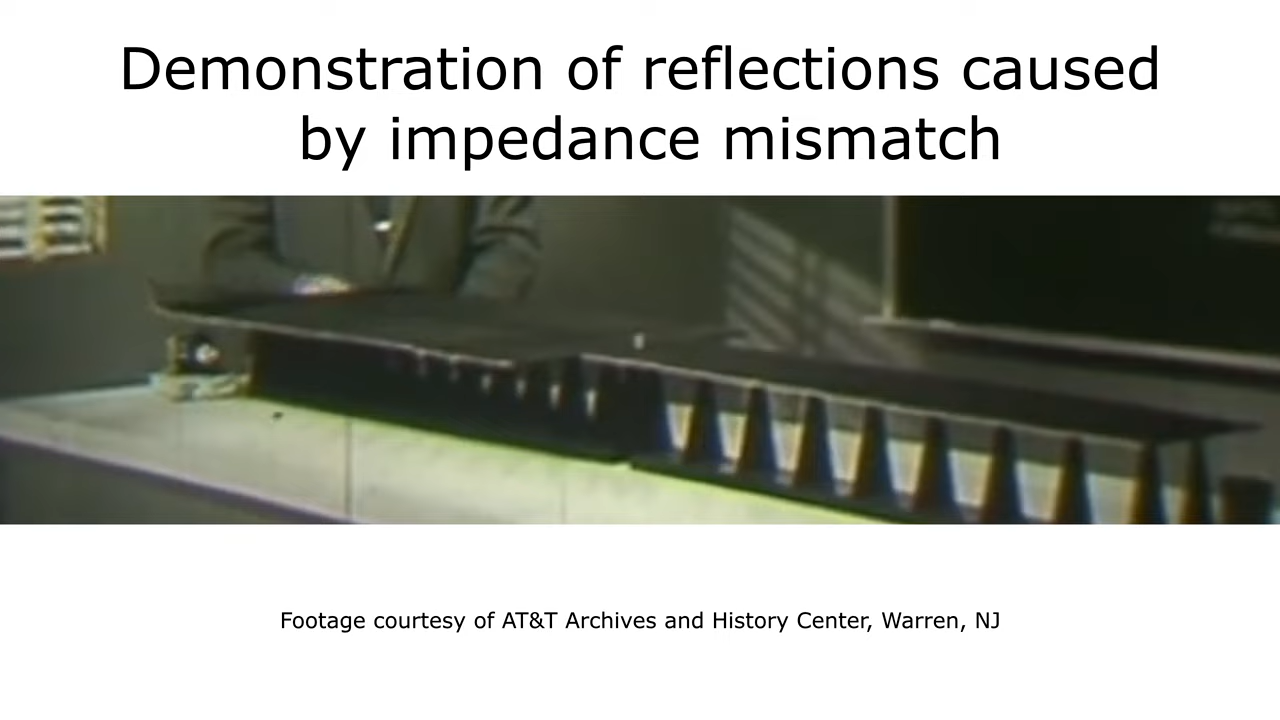 Demonstration of reflections caused
by impedance mismatch
Footage courtesy of AT&T Archives and History Center, Warren, NJ